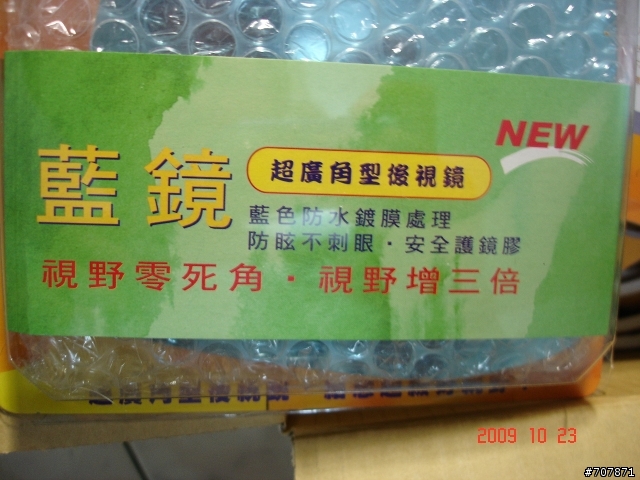 NEW
藍鏡
超廣角型後視鏡
藍色防水鍍膜處理
防眩不刺眼·安全護鏡膠
視野零死角·視野增三倍
2009 10 23
#707871